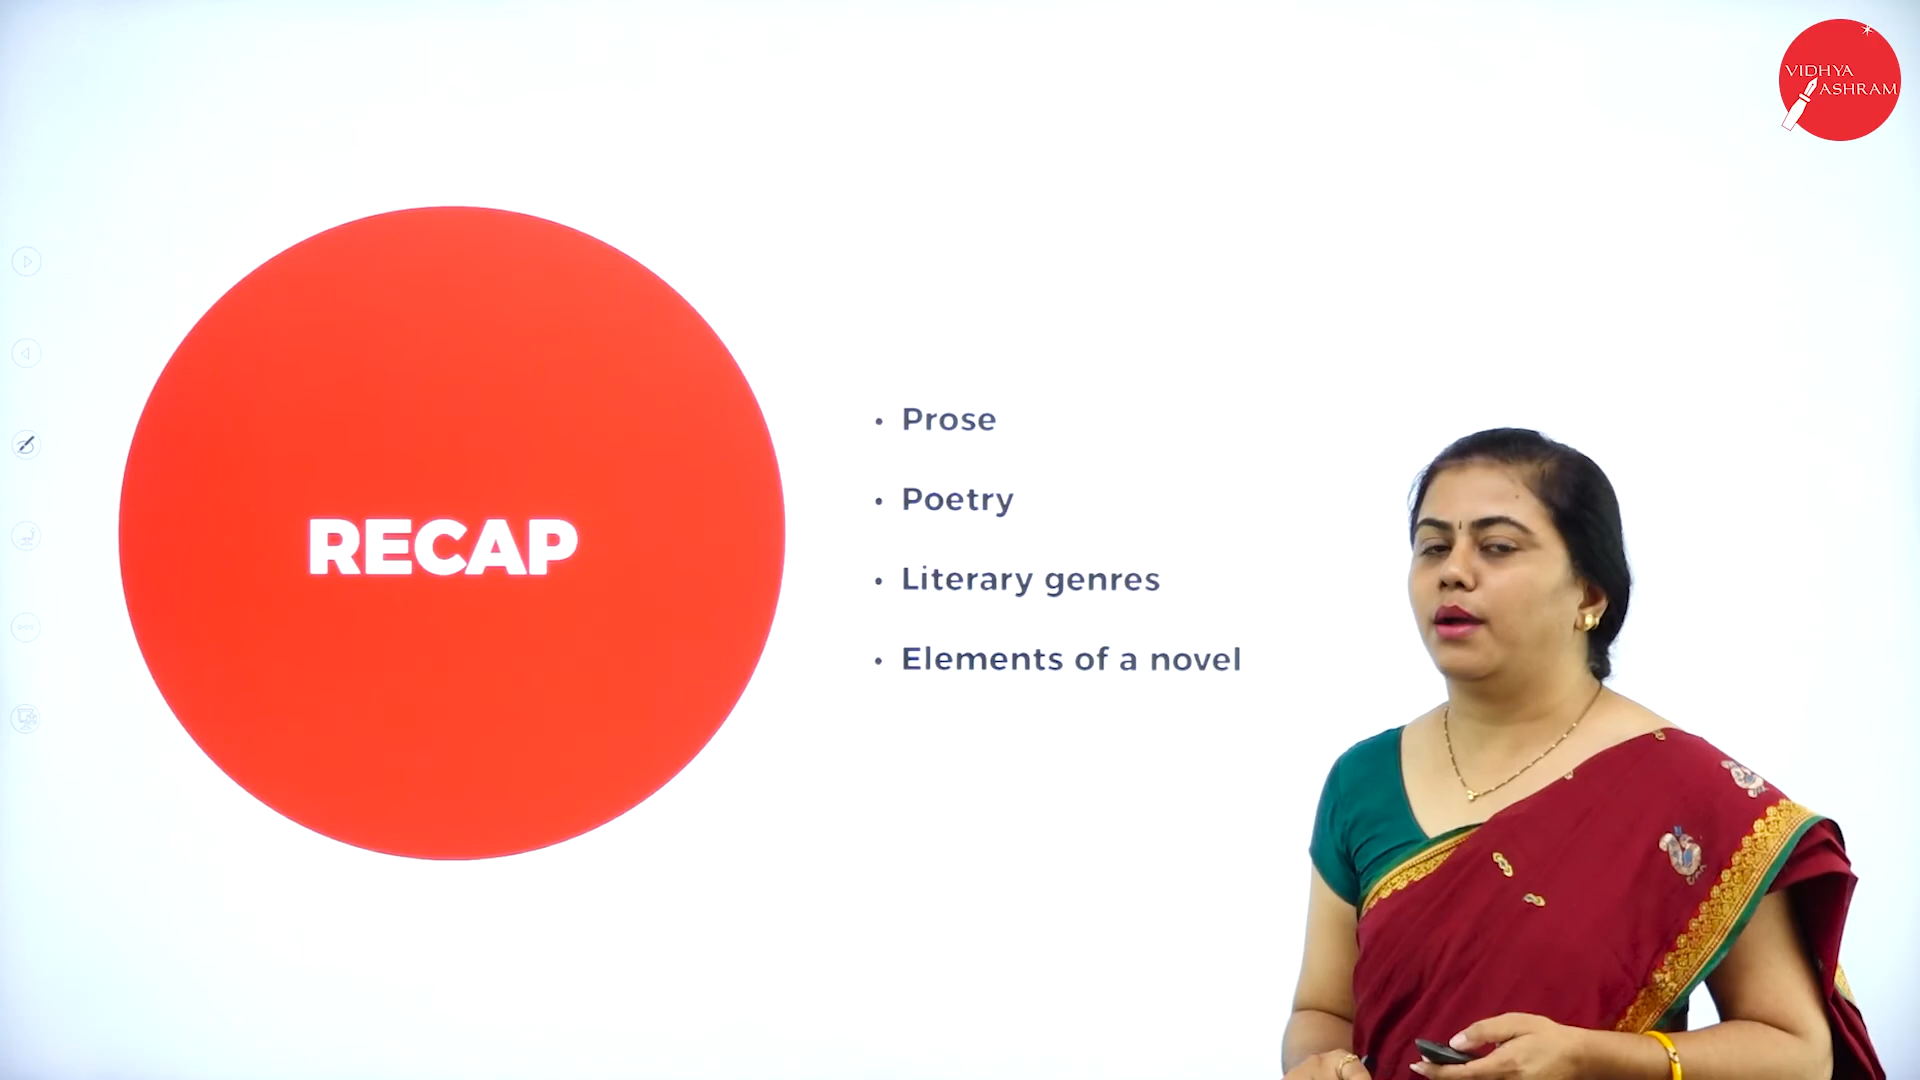 VIDHYA
ASHRAM
RECAP
• Prose
• Poetry
• Literary genres
• Elements of a novel